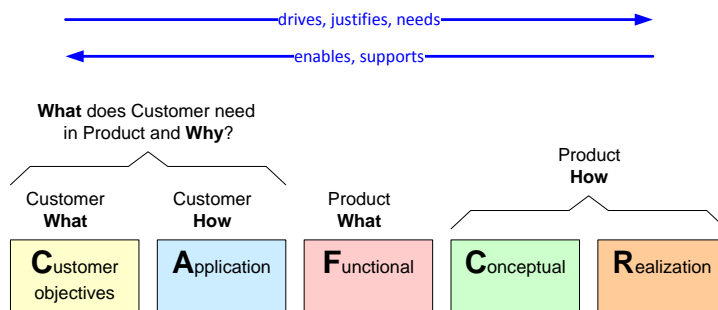 drives, justifies, needs
enables, supports
What does Customer need
in Product and Why?
Product
How
Customer
What
Customer
How
Product
What
Customer
objectives
Application
Functional
Conceptual
Realization